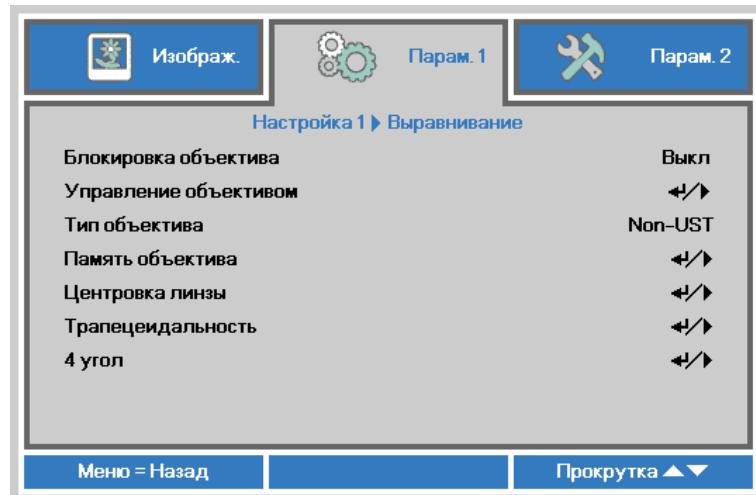 Изображ.
Парам. 1
Парам. 2
Настройка 1 ▶ Выравнивание
Блокировка объектива Выкл
Управление объективом ↵/▶
Тип объектива Non-UST
Память объектива ↵/▶
Центровка линзы ↵/▶
Трапецеидальность ↵/▶
4 угол ↵/▶
Меню = Назад
Прокрутка ▲▼